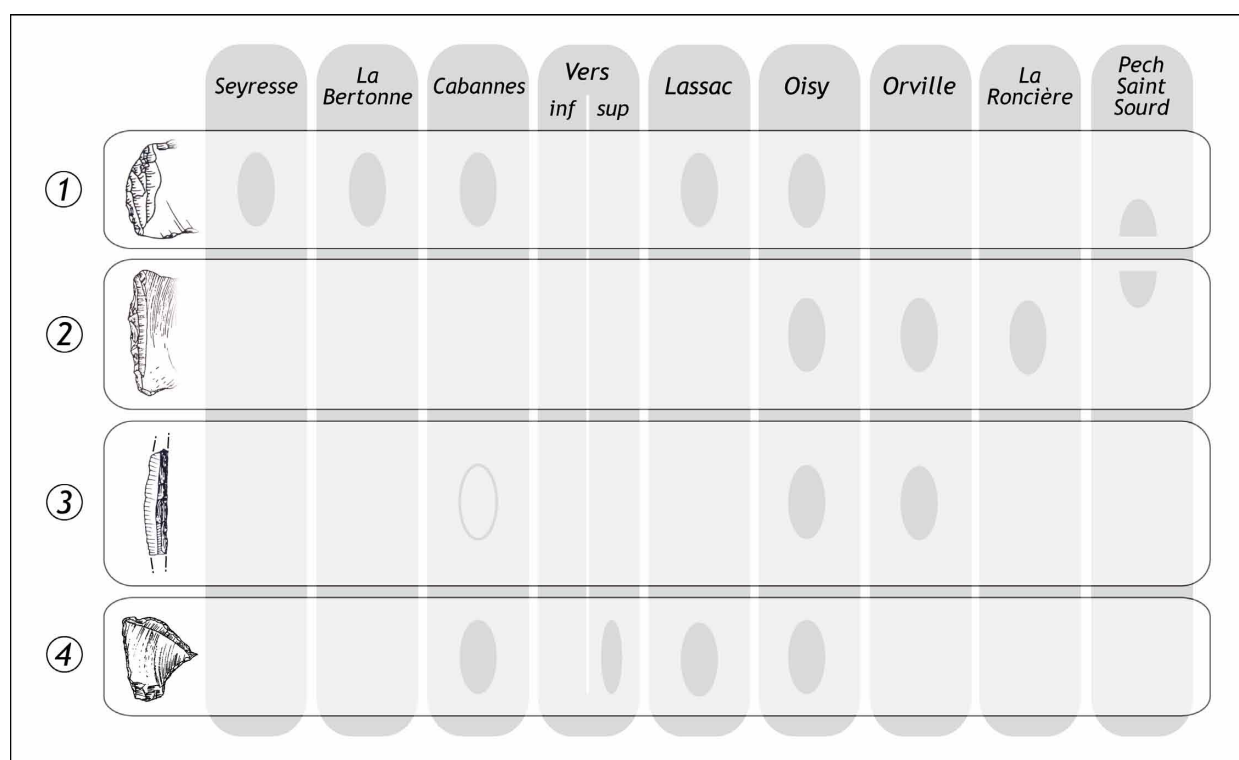 Seyresse
La
Bertonne
Cabannes
Vers
inf sup
Lassac
Oisy
Orville
La
Roncière
Pech
Saint
Sourd
1
2
3
4